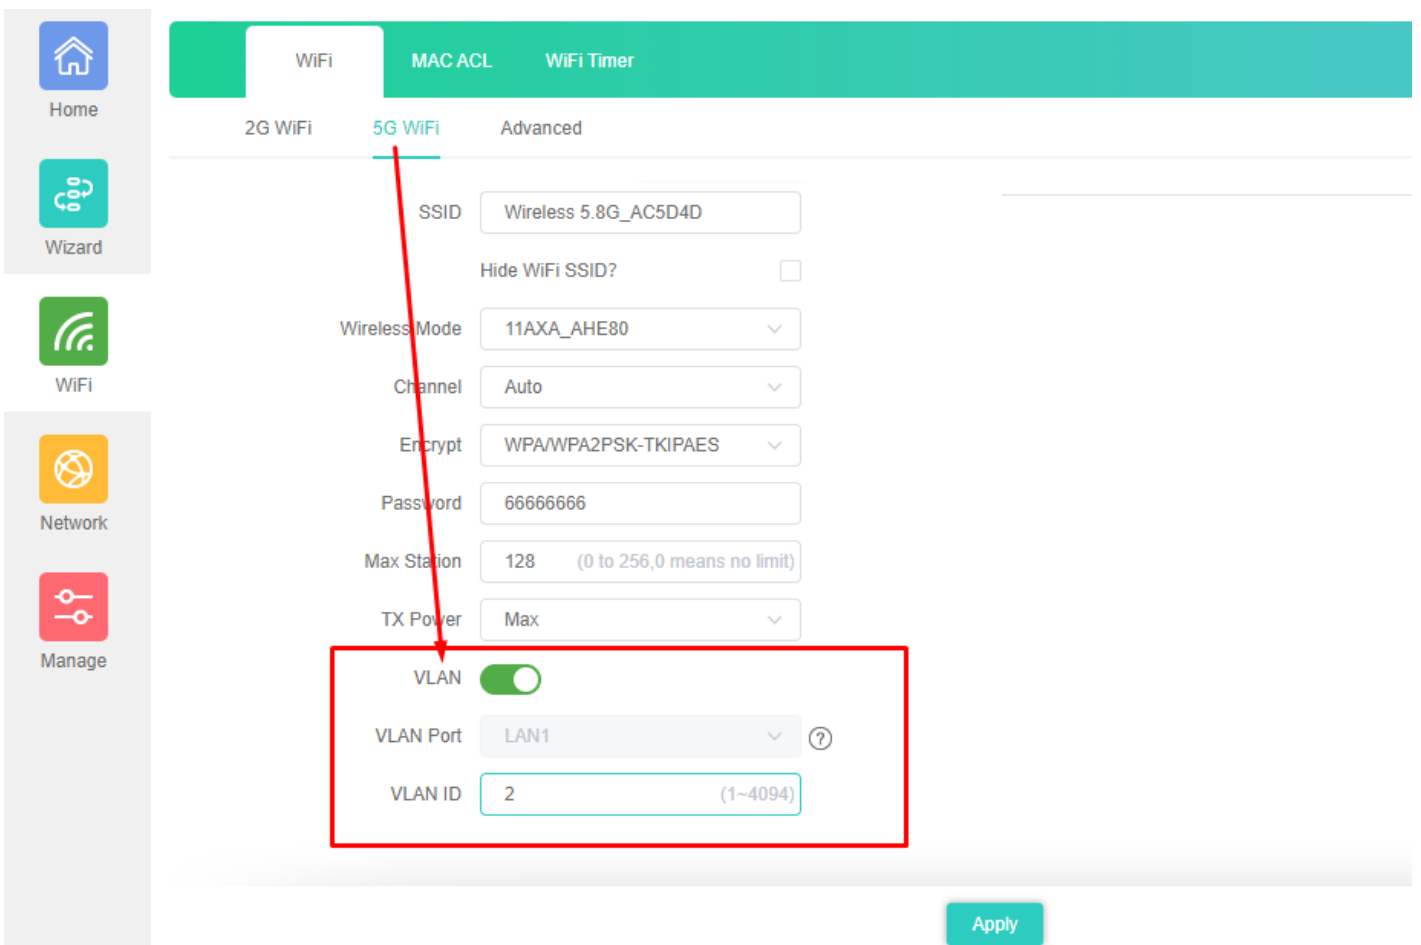 Home
Wizard
WiFi
Network
Manage
WiFi MAC ACL WiFi Timer
2G WiFi 5G WiFi Advanced
SSID Wireless 5.8G_AC5D4D
Hide WiFi SSID?
Wireless Mode 11AXA_AHE80
Channel Auto
Encrypt WPA/WPA2PSK-TKIPAES
Password 66666666
Max Station 128 (0 to 256,0 means no limit)
TX Power Max
VLAN
VLAN Port LAN1 ?
VLAN ID 2 (1~4094)
Apply